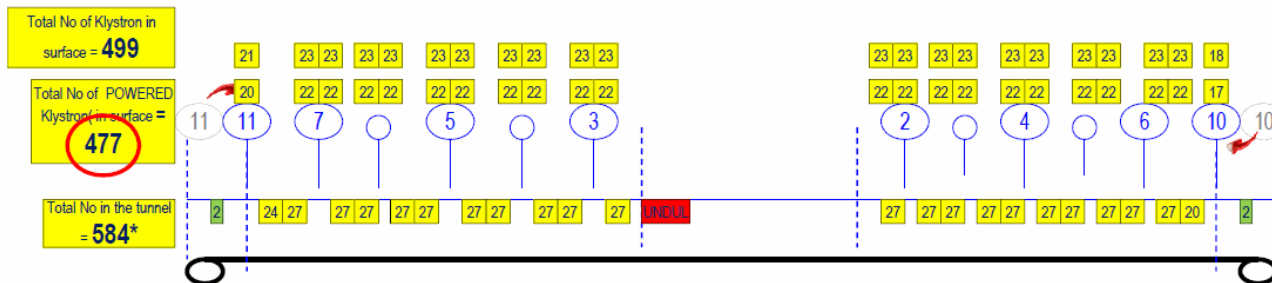 Total No of Klystron in
surface = 499
21 23 23 23 23 23 23 23 23 23 23 23 23 23 23 23 23 23 23 23 23 18
Total No of POWERED
Klystron( in surface =
477
20 22 22 22 22 22 22 22 22 22 22 22 22 22 22 22 22 22 22 22 22 17
11 11 7 5 3 2 4 6 10 10
Total No in the tunnel
= 584*
2 24 27 27 27 27 27 27 27 27 27 27 UNDUL 27 27 27 27 27 27 27 27 27 27 20 2